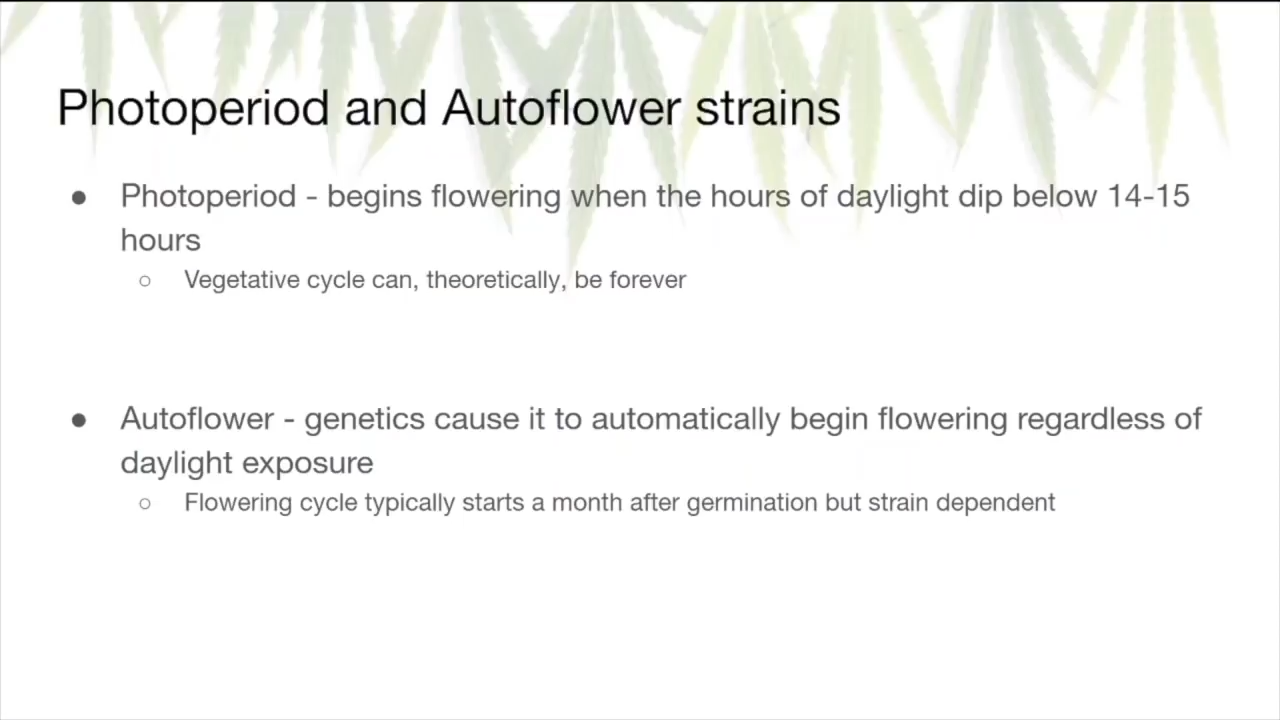 Photoperiod and Autoflower strains
● Photoperiod - begins flowering when the hours of daylight dip below 14-15
hours
○ Vegetative cycle can, theoretically, be forever
● Autoflower - genetics cause it to automatically begin flowering regardless of
daylight exposure
○ Flowering cycle typically starts a month after germination but strain dependent